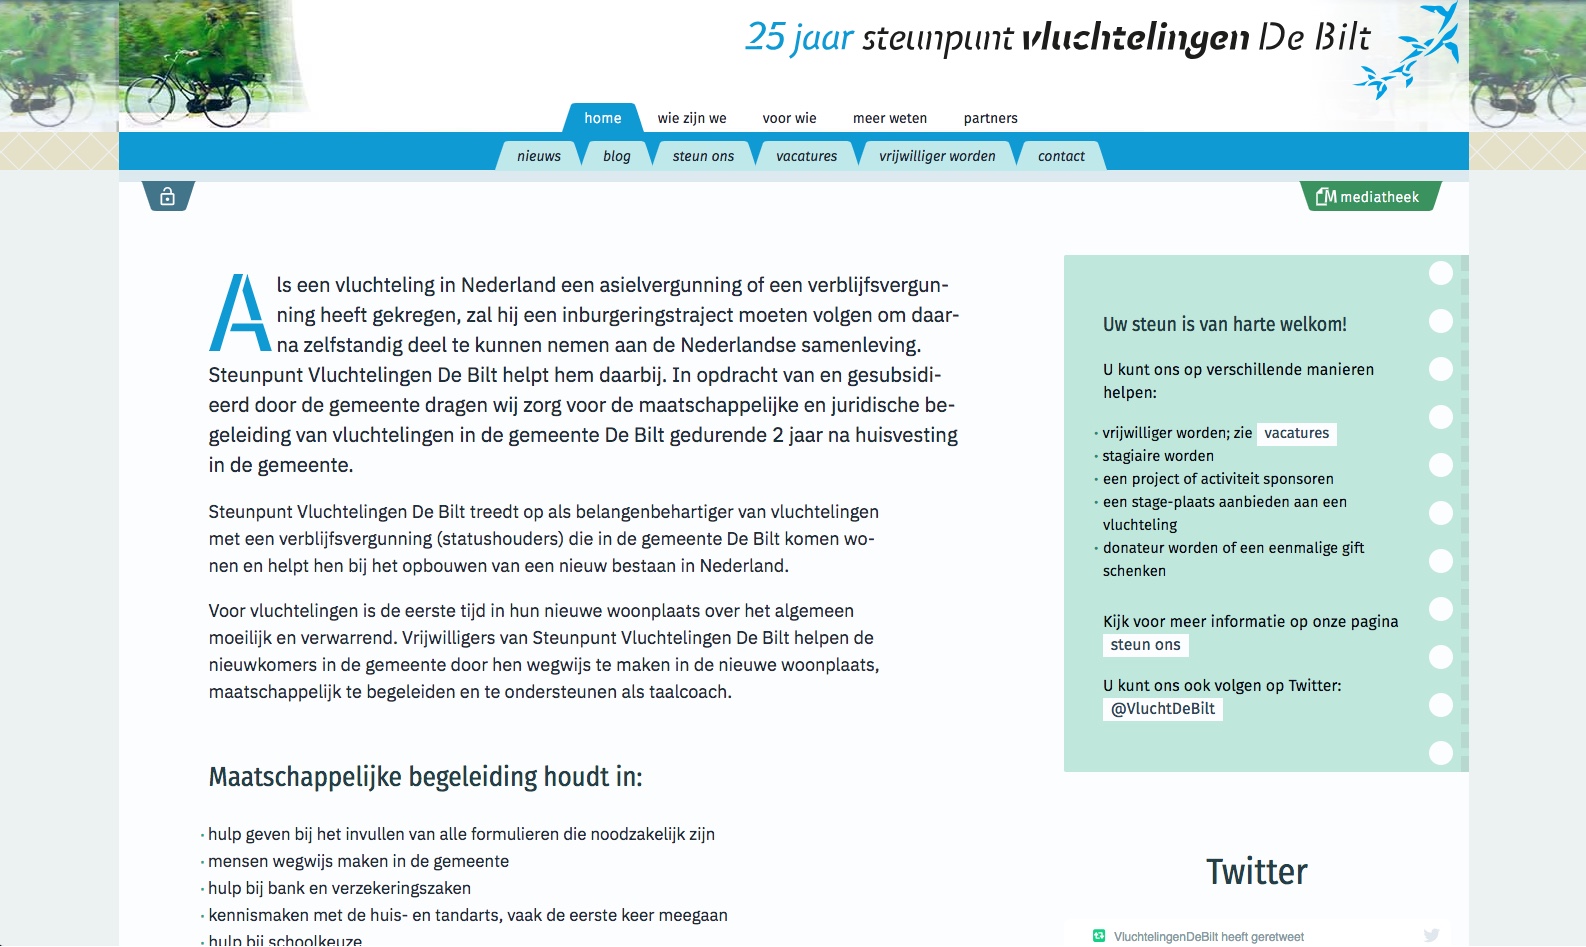 25 jaar steunpunt vluchtelingen De Bilt
home wie zijn we voor wie meer weten partners
nieuws blog steun ons vacatures vrijwilliger worden contact
M mediatheek
Als een vluchteling in Nederland een asielvergunning of een verblijfsvergun-
ning heeft gekregen, zal hij een inburgeringstraject moeten volgen om daar-
na zelfstandig deel te kunnen nemen aan de Nederlandse samenleving.
Steunpunt Vluchtelingen De Bilt helpt hem daarbij. In opdracht van en gesubsidi-
eerd door de gemeente dragen wij zorg voor de maatschappelijke en juridische be-
geleiding van vluchtelingen in de gemeente De Bilt gedurende 2 jaar na huisvesting
in de gemeente.
Steunpunt Vluchtelingen De Bilt treedt op als belangenbehartiger van vluchtelingen
met een verblijfsvergunning (statushouders) die in de gemeente De Bilt komen wo-
nen en helpt hen bij het opbouwen van een nieuw bestaan in Nederland.
Voor vluchtelingen is de eerste tijd in hun nieuwe woonplaats over het algemeen
moeilijk en verwarrend. Vrijwilligers van Steunpunt Vluchtelingen De Bilt helpen de
nieuwkomers in de gemeente door hen wegwijs te maken in de nieuwe woonplaats,
maatschappelijk te begeleiden en te ondersteunen als taalcoach.
Maatschappelijke begeleiding houdt in:
· hulp geven bij het invullen van alle formulieren die noodzakelijk zijn
· mensen wegwijs maken in de gemeente
· hulp bij bank en verzekeringszaken
· kennismaken met de huis- en tandarts, vaak de eerste keer meegaan
· hulp bij schoolkeuze
Uw steun is van harte welkom!
U kunt ons op verschillende manieren
helpen:
· vrijwilliger worden; zie vacatures
· stagiaire worden
· een project of activiteit sponsoren
· een stage-plaats aanbieden aan een
vluchteling
· donateur worden of een eenmalige gift
schenken
Kijk voor meer informatie op onze pagina
steun ons
U kunt ons ook volgen op Twitter:
@VluchtDeBilt
Twitter
VluchtelingenDeBilt heeft geretweet